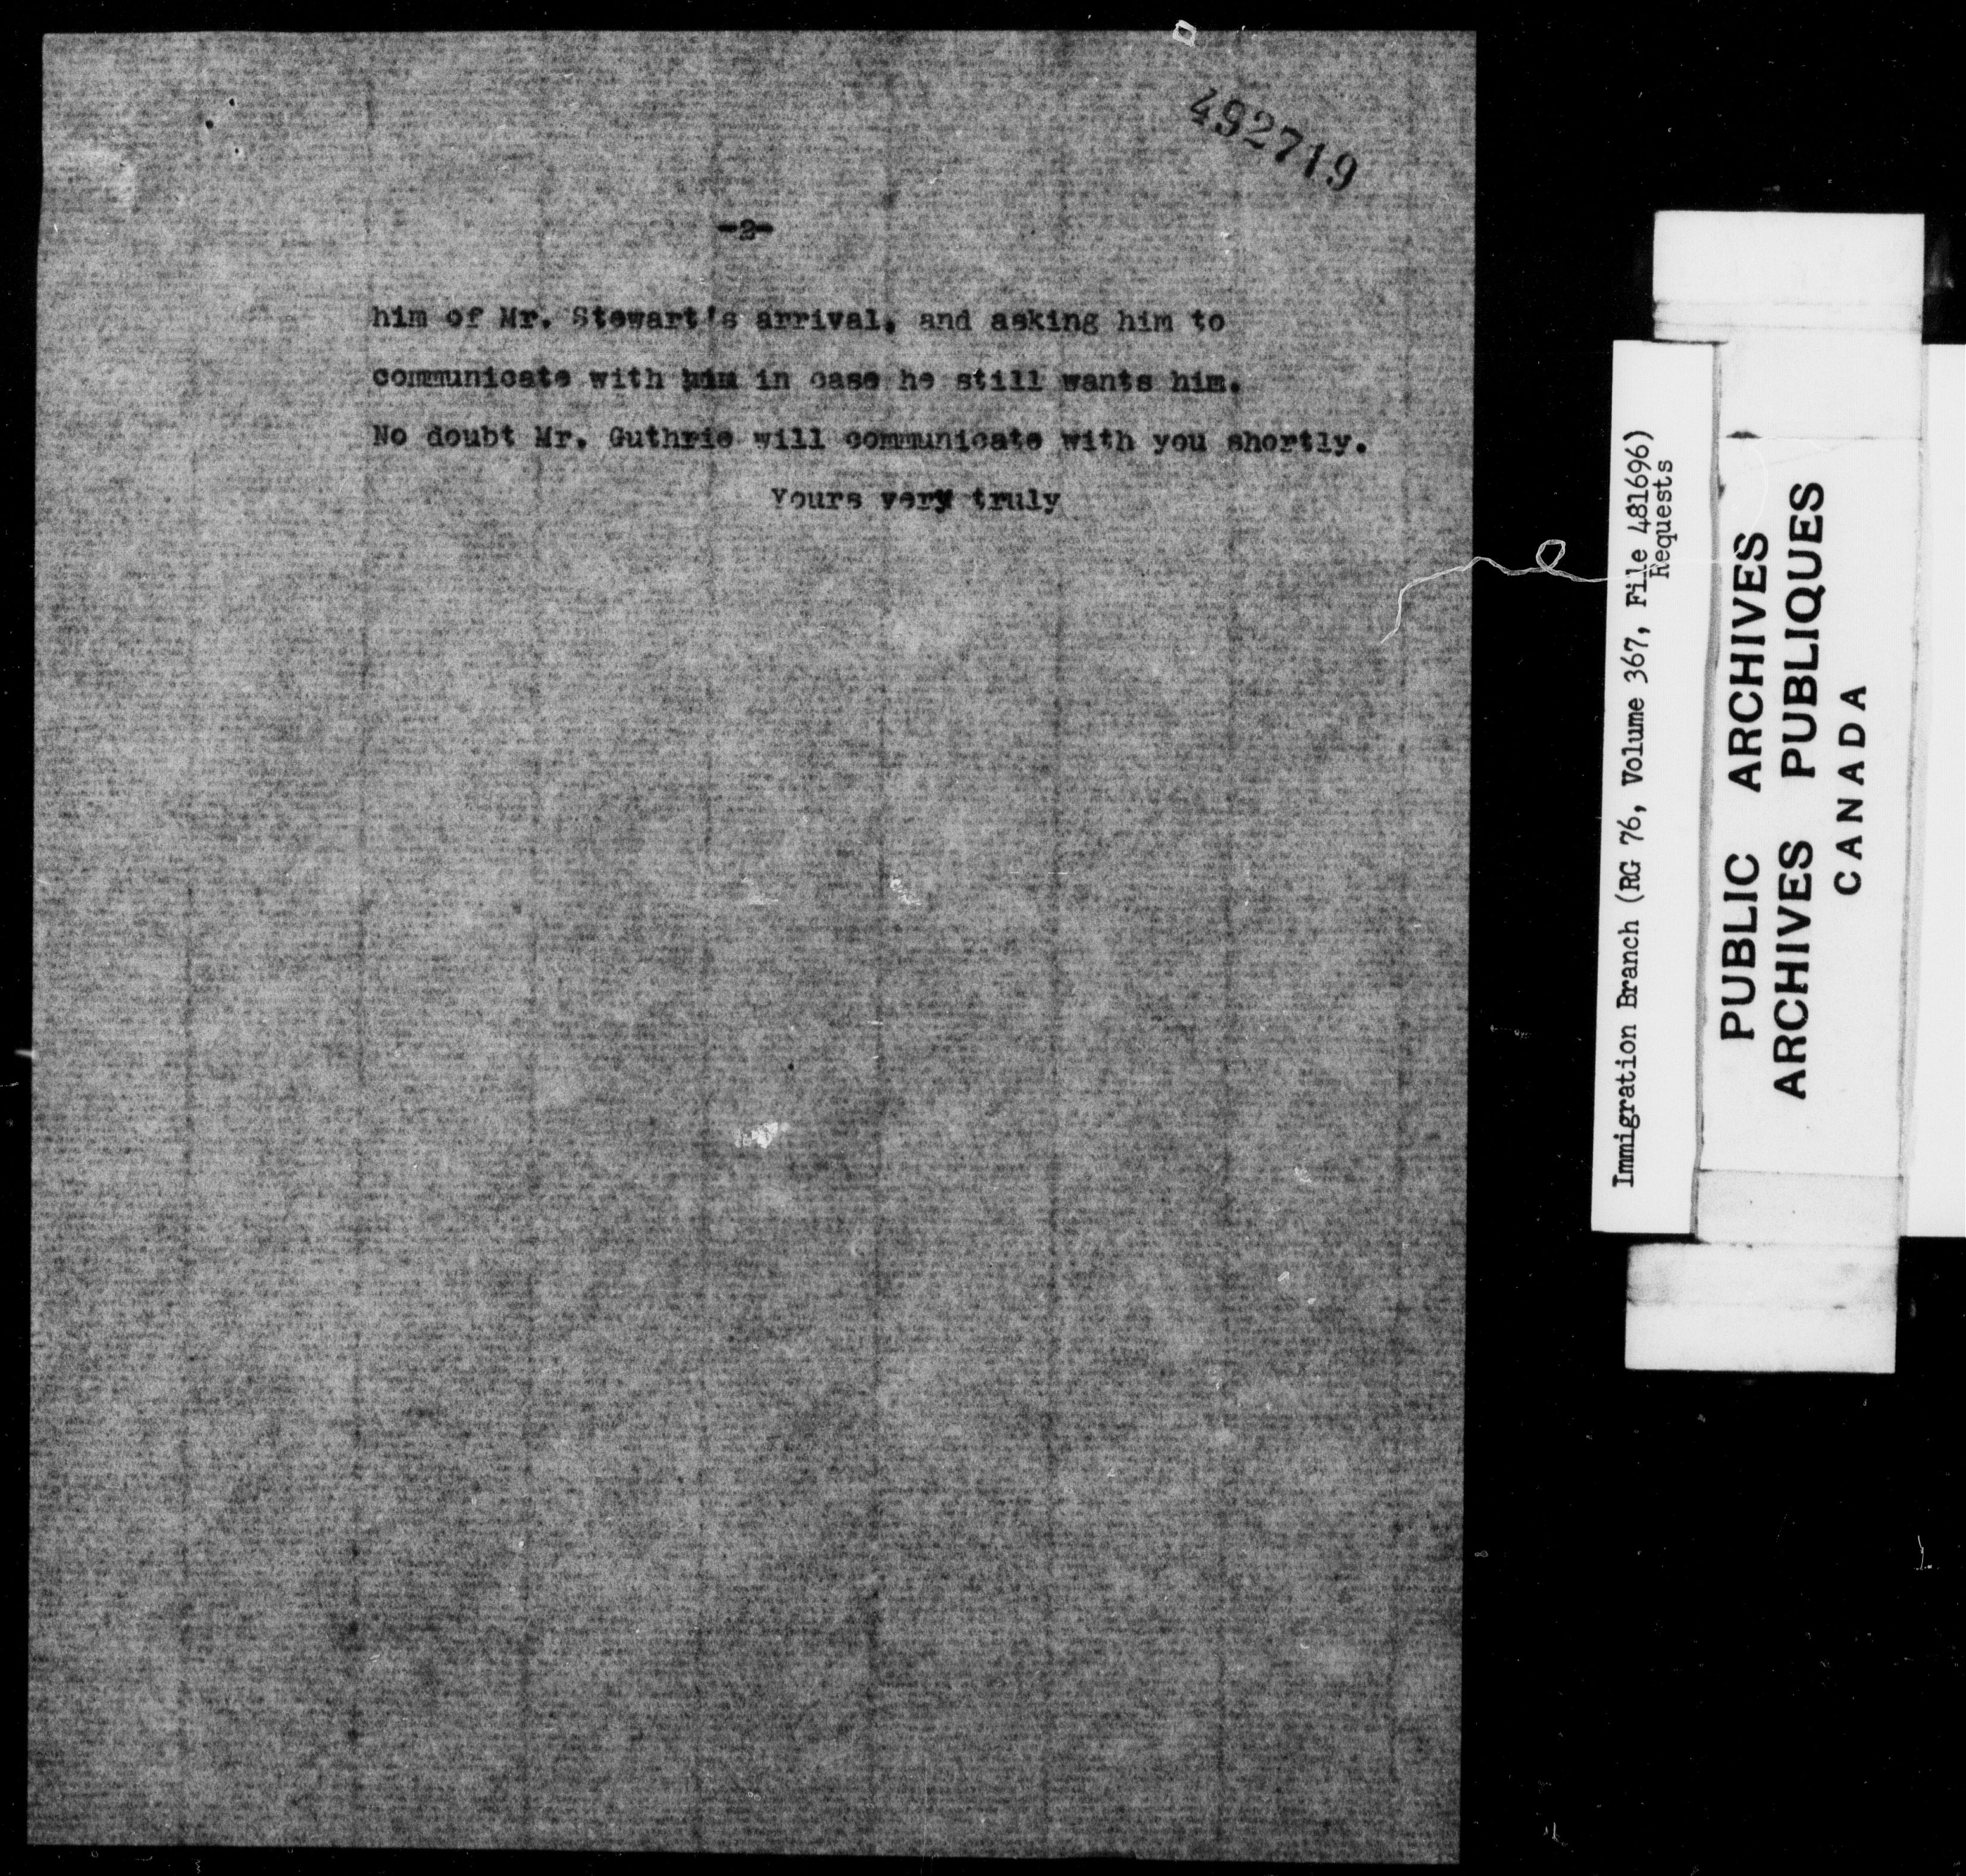 492719
-2-
him of Mr. Stewart's arrival, and asking him to
communicate with him in case he still wants him.
No doubt Mr. Guthrie will communicate with you shortly.
Yours very truly
Immigration Branch (RG 76, Volume 367, File 481696)
Requests
PUBLIC ARCHIVES
ARCHIVES PUBLIQUES
CANADA